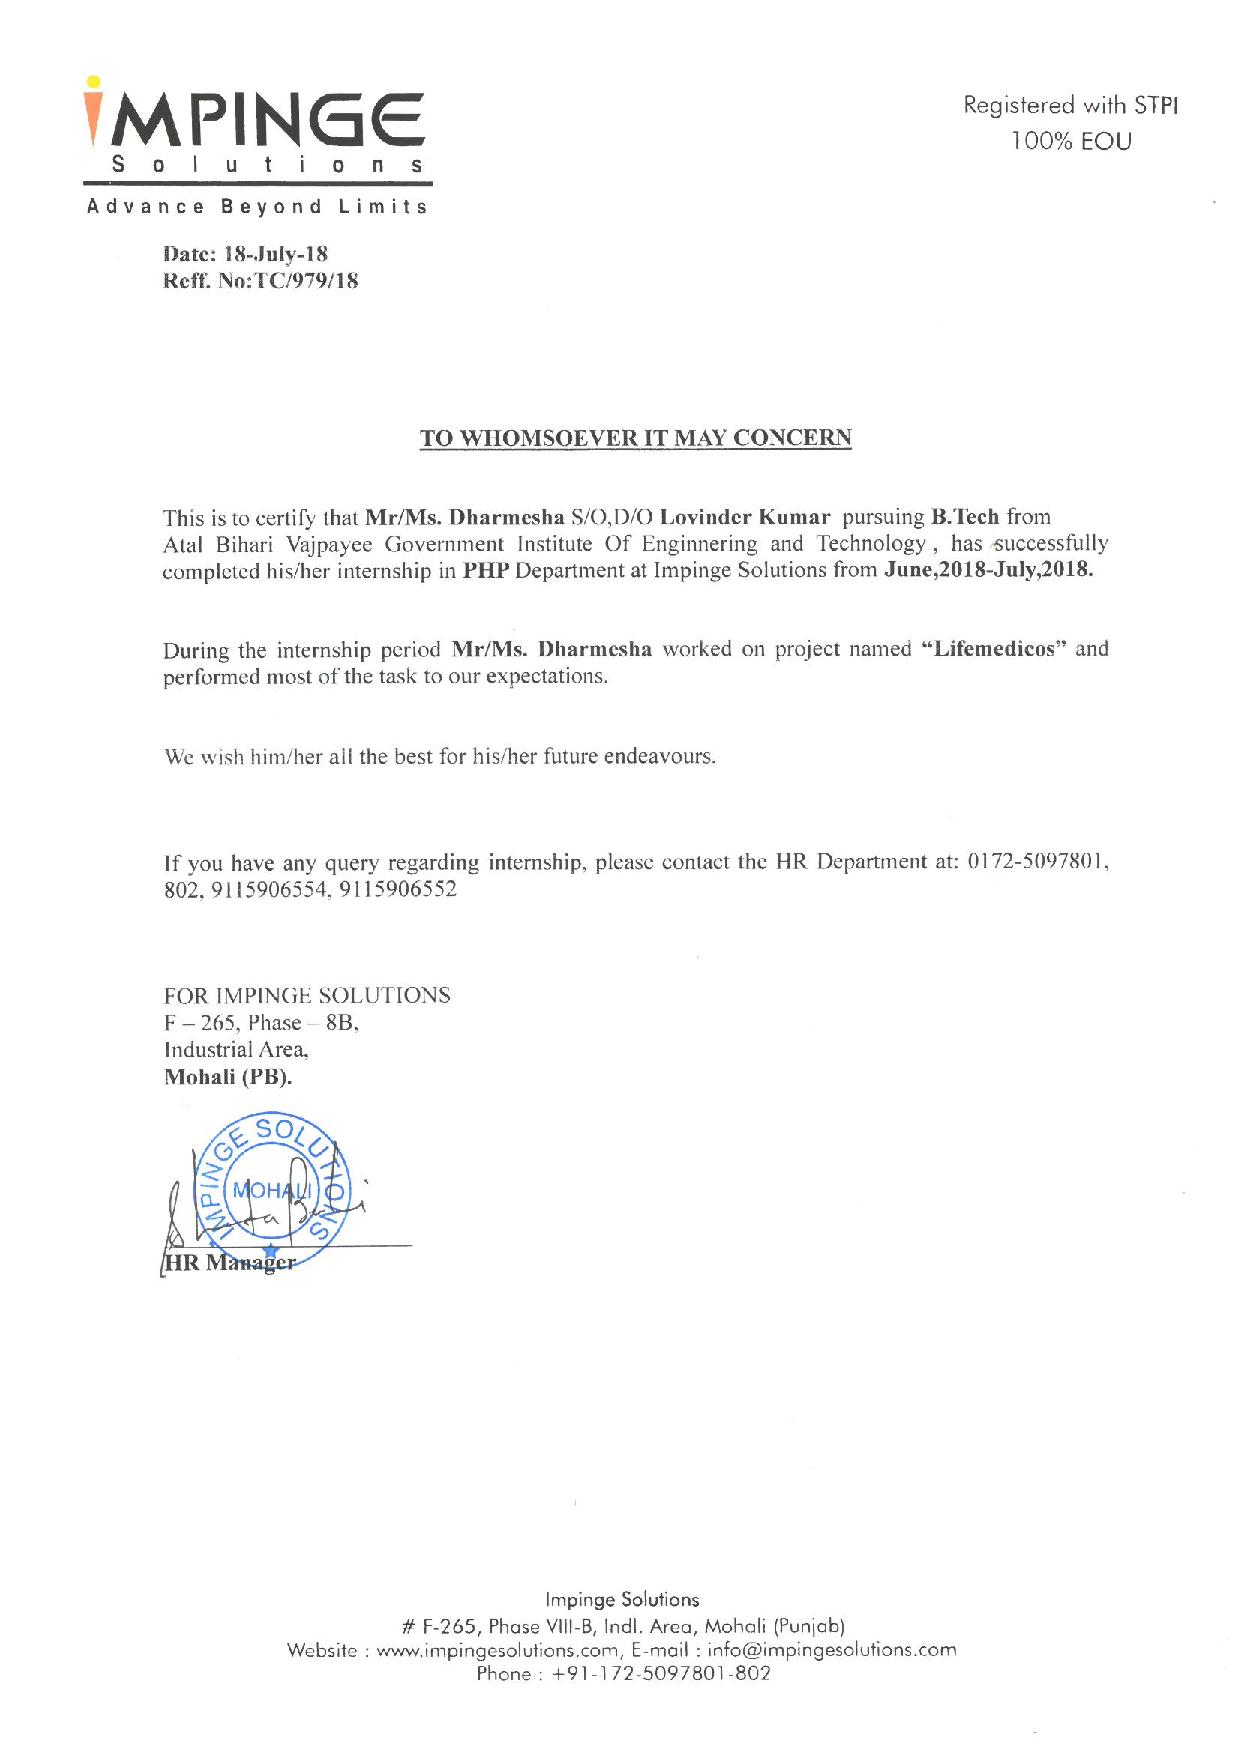 iMPINGE
Solutions
Advance Beyond Limits
Registered with STPI
100% EOU
Date: 18-July-18
Reff. No:TC/979/18
TO WHOMSOEVER IT MAY CONCERN
This is to certify that Mr/Ms. Dharmesha S/O,D/O Lovinder Kumar pursuing B.Tech from
Atal Bihari Vajpayee Government Institute Of Enginnering and Technology , has successfully
completed his/her internship in PHP Department at Impinge Solutions from June,2018-July,2018.
During the internship period Mr/Ms. Dharmesha worked on project named “Lifemedicos” and
performed most of the task to our expectations.
We wish him/her all the best for his/her future endeavours.
If you have any query regarding internship, please contact the HR Department at: 0172-5097801,
802, 9115906554, 9115906552
FOR IMPINGE SOLUTIONS
F – 265, Phase – 8B,
Industrial Area,
Mohali (PB).
IMPINGE SOLUTIONS
MOHALI
HR Manager
Impinge Solutions
# F-265, Phase VIII-B, Indl. Area, Mohali (Punjab)
Website : www.impingesolutions.com, E-mail : info@impingesolutions.com
Phone : +91-172-5097801-802